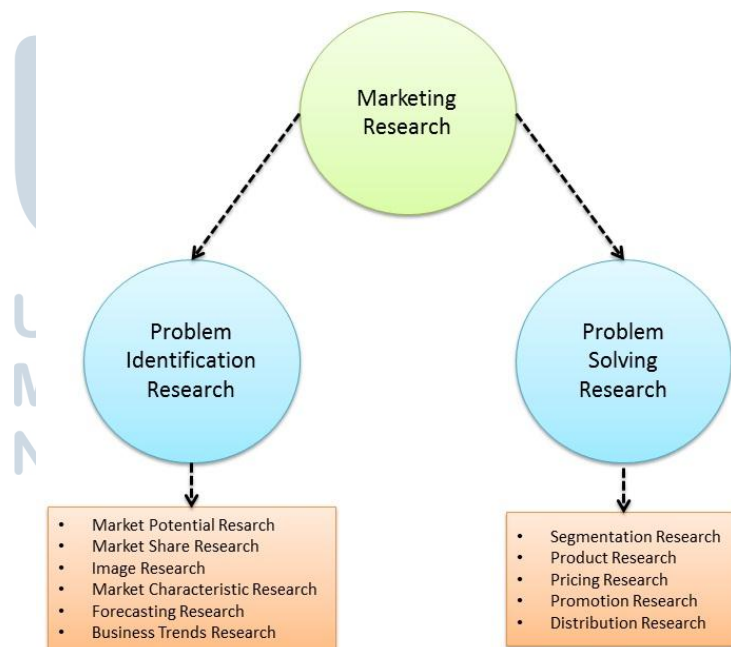 Marketing
Research
Problem
Identification
Research
Problem
Solving
Research
• Market Potential Resarch
• Market Share Research
• Image Research
• Market Characteristic Research
• Forecasting Research
• Business Trends Research
• Segmentation Research
• Product Research
• Pricing Research
• Promotion Research
• Distribution Research